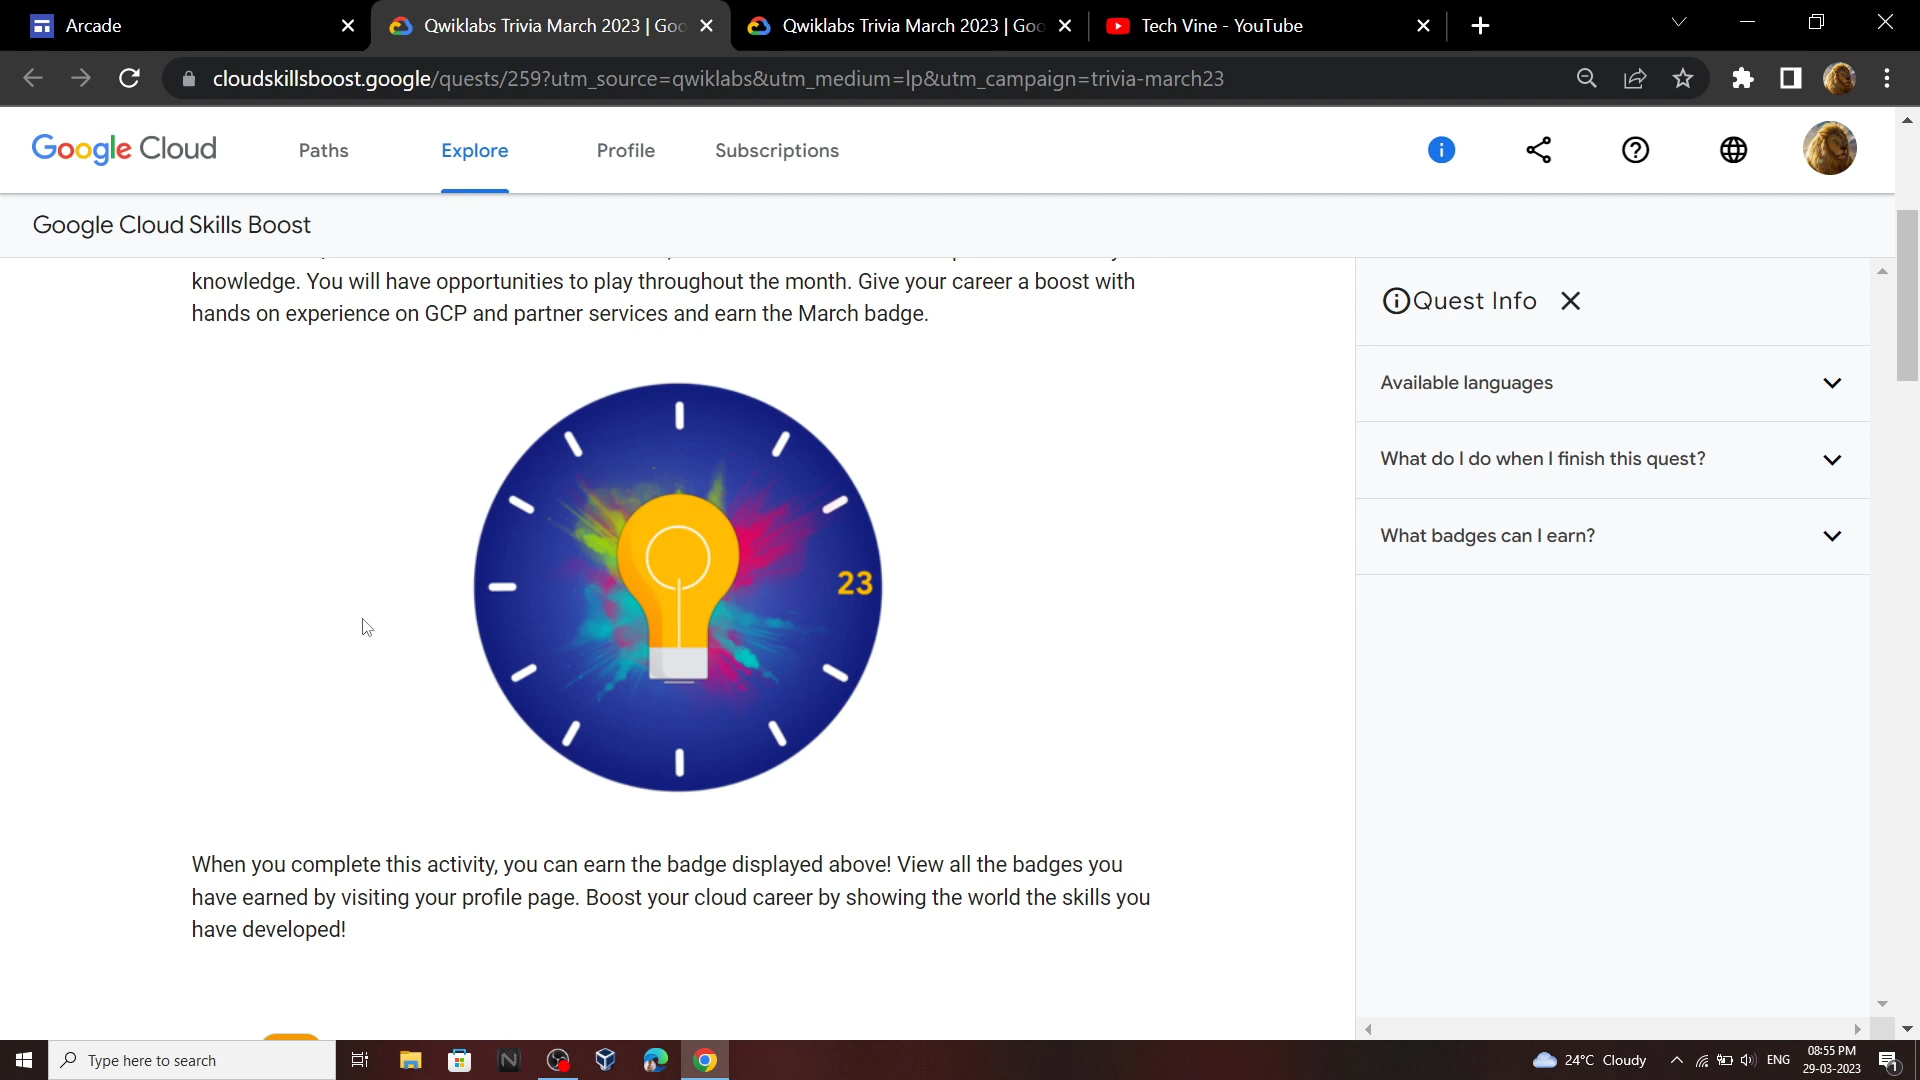 Arcade
Qwiklabs Trivia March 2023 | Goo
Qwiklabs Trivia March 2023 | Goo
Tech Vine - YouTube
cloudskillsboost.google/quests/259?utm_source=qwiklabs&utm_medium=lp&utm_campaign=trivia-march23
Google Cloud
Paths
Explore
Profile
Subscriptions
Google Cloud Skills Boost
knowledge. You will have opportunities to play throughout the month. Give your career a boost with
hands on experience on GCP and partner services and earn the March badge.
23
When you complete this activity, you can earn the badge displayed above! View all the badges you
have earned by visiting your profile page. Boost your cloud career by showing the world the skills you
have developed!
Quest Info
Available languages
What do I do when I finish this quest?
What badges can I earn?
Type here to search
24°C Cloudy
ENG
08:55 PM
29-03-2023
1